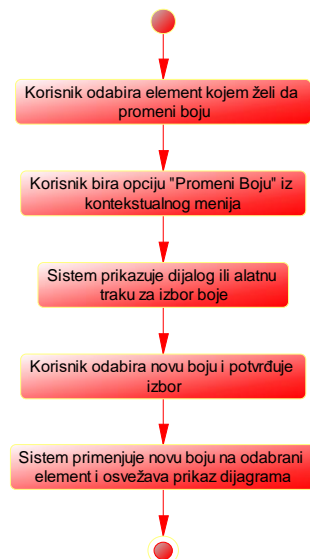 Korisnik odabira element kojem želi da
promeni boju
Korisnik bira opciju "Promeni Boju" iz
kontekstualnog menija
Sistem prikazuje dijalog ili alatnu
traku za izbor boje
Korisnik odabira novu boju i potvrđuje
izbor
Sistem primenjuje novu boju na odabrani
element i osvežava prikaz dijagrama